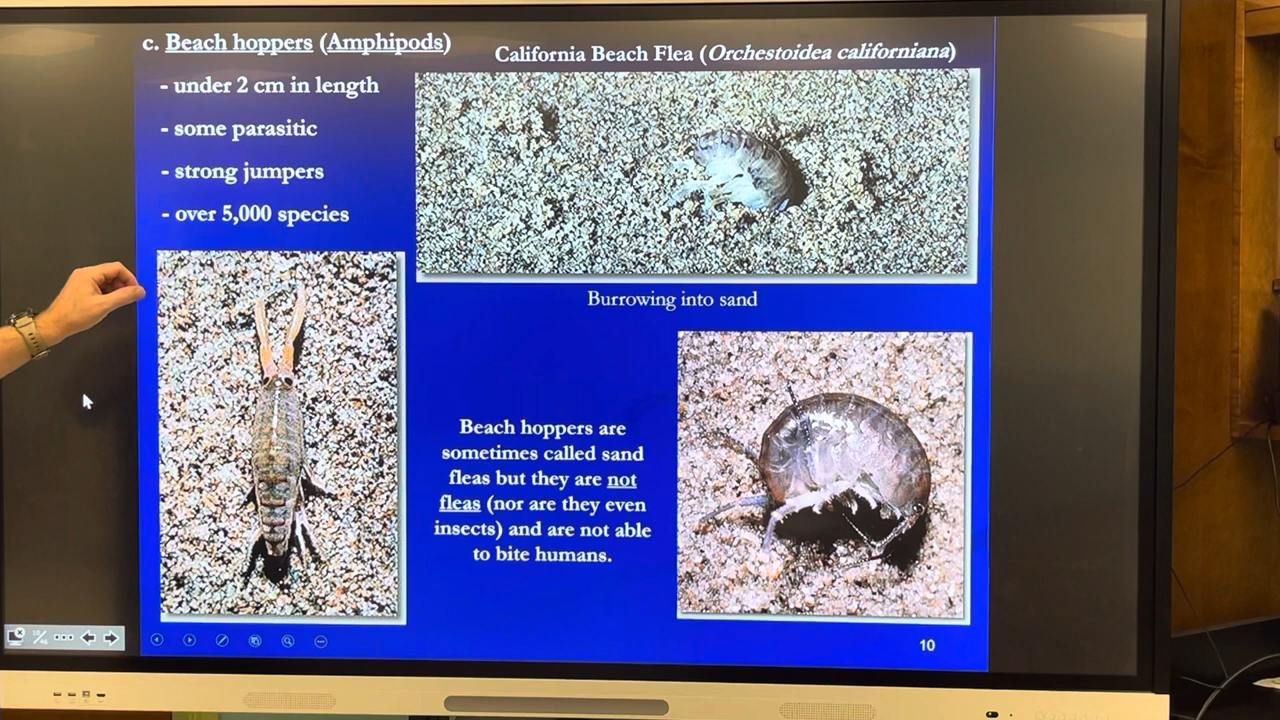 c. Beach hoppers (Amphipods)
- under 2 cm in length
- some parasitic
- strong jumpers
- over 5,000 species
California Beach Flea (Orchestoidea californiana)
Burrowing into sand
Beach hoppers are
sometimes called sand
fleas but they are not
fleas (nor are they even
insects) and are not able
to bite humans.
10